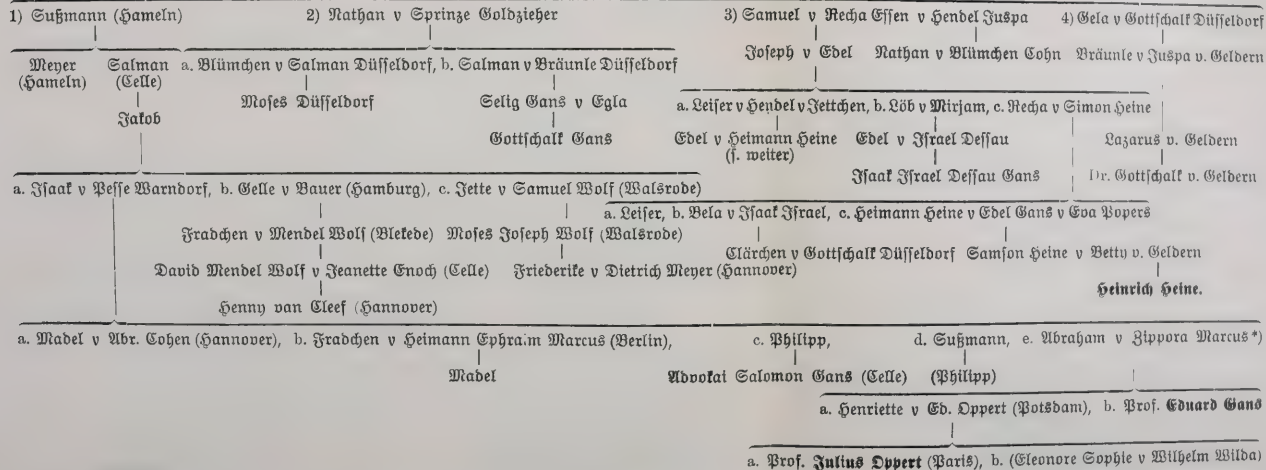 1) Sußmann (Hameln) 2) Nathan v Sprinze Goldzieher 3) Samuel v Recha Essen v Hendel Juspa 4) Gela v Gottschalk Düsseldorf
Joseph v Edel Nathan v Blümchen Cohn Bräunle v Juspa v. Geldern
Meyer Salman a. Blümchen v Salman Düsseldorf, b. Salman v Bräunle Düsseldorf
(Hameln) (Celle)
Moses Düsseldorf Selig Gans v Egla
a. Leiser v Hendel v Jettchen, b. Löb v Mirjam, c. Recha v Simon Heine
Jakob
Gottschalk Gans Edel v Heimann Heine Edel v Israel Dessau Lazarus v. Geldern
(s. weiter)
Isaak Israel Dessau Gans Dr. Gottschalk v. Geldern
a. Isaak v Pesse Warndorf, b. Gelle v Bauer (Hamburg), c. Jette v Samuel Wolf (Walsrode)
a. Leiser, b. Bela v Isaak Israel, c. Heimann Heine v Edel Gans v Eva Popers
Fradchen v Mendel Wolf (Blekede) Moses Joseph Wolf (Walsrode)
Clärchen v Gottschalk Düsseldorf Samson Heine v Betty v. Geldern
David Mendel Wolf v Jeanette Enoch (Celle) Friederike v Dietrich Meyer (Hannover)
Heinrich Heine.
Henny van Cleef (Hannover)
a. Madel v Abr. Cohen (Hannover), b. Fradchen v Heimann Ephraim Marcus (Berlin), c. Philipp, d. Sußmann, e. Abraham v Zippora Marcus*)
Madel Advokat Salomon Gans (Celle) (Philipp)
a. Henriette v Ed. Oppert (Potsdam), b. Prof. Eduard Gans
a. Prof. Julius Oppert (Paris), b. (Eleonore Sophie v Wilhelm Wilda)